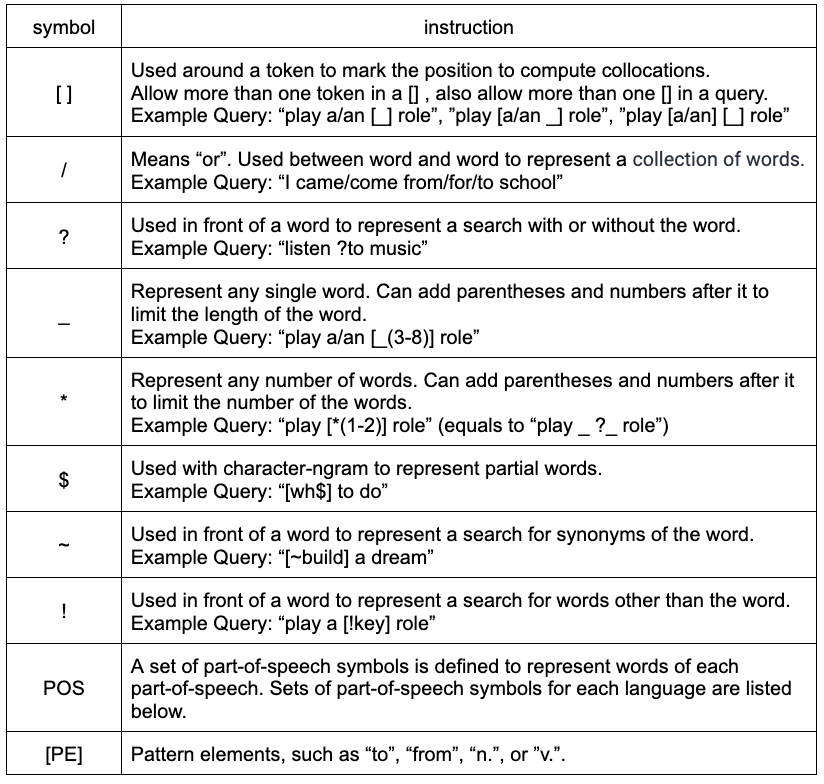 symbol instruction
[ ] Used around a token to mark the position to compute collocations.
Allow more than one token in a [] , also allow more than one [] in a query.
Example Query: “play a/an [_] role”, ”play [a/an _] role”, ”play [a/an] [_] role”
/ Means “or”. Used between word and word to represent a collection of words.
Example Query: “I came/come from/for/to school”
? Used in front of a word to represent a search with or without the word.
Example Query: “listen ?to music”
_ Represent any single word. Can add parentheses and numbers after it to
limit the length of the word.
Example Query: “play a/an [_(3-8)] role”
* Represent any number of words. Can add parentheses and numbers after it
to limit the number of the words.
Example Query: “play [*(1-2)] role” (equals to “play _ ?_ role”)
$ Used with character-ngram to represent partial words.
Example Query: “[wh$] to do”
~ Used in front of a word to represent a search for synonyms of the word.
Example Query: “[~build] a dream”
! Used in front of a word to represent a search for words other than the word.
Example Query: “play a [!key] role”
POS A set of part-of-speech symbols is defined to represent words of each
part-of-speech. Sets of part-of-speech symbols for each language are listed
below.
[PE] Pattern elements, such as “to”, “from”, “n.”, or ”v.”.